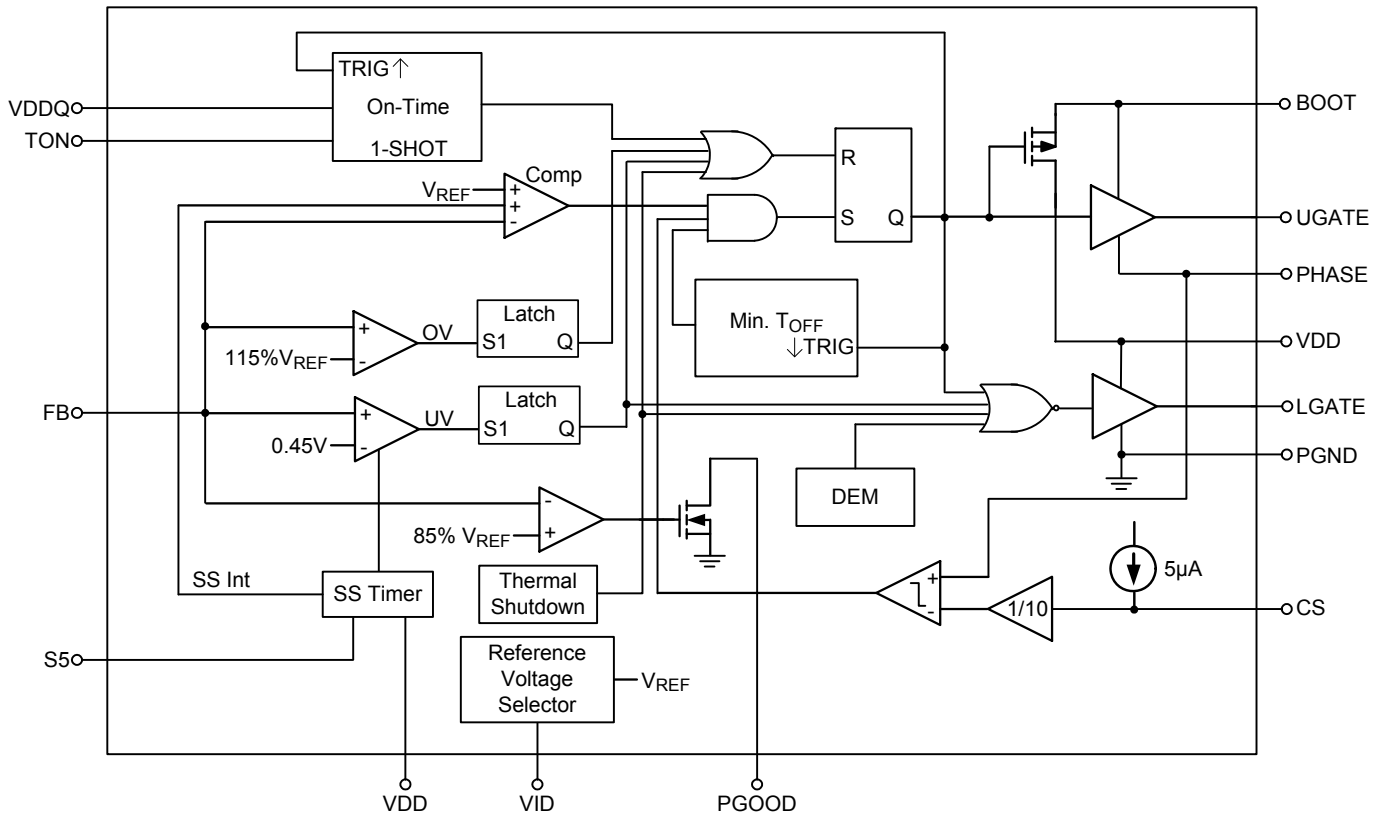 TRIG↑
On-Time
1-SHOT
VDDQ
TON
R
S
Q
BOOT
UGATE
PHASE
VDD
LGATE
PGND
CS
VREF
+
+
-
Comp
Min. TOFF
↓TRIG
+
-
115%VREF
OV
Latch
S1
Q
FB
+
-
0.45V
UV
Latch
S1
Q
DEM
-
+
85% VREF
SS Int
SS Timer
Thermal
Shutdown
+
-
1/10
5µA
S5
Reference
Voltage
Selector
VREF
VDD
VID
PGOOD